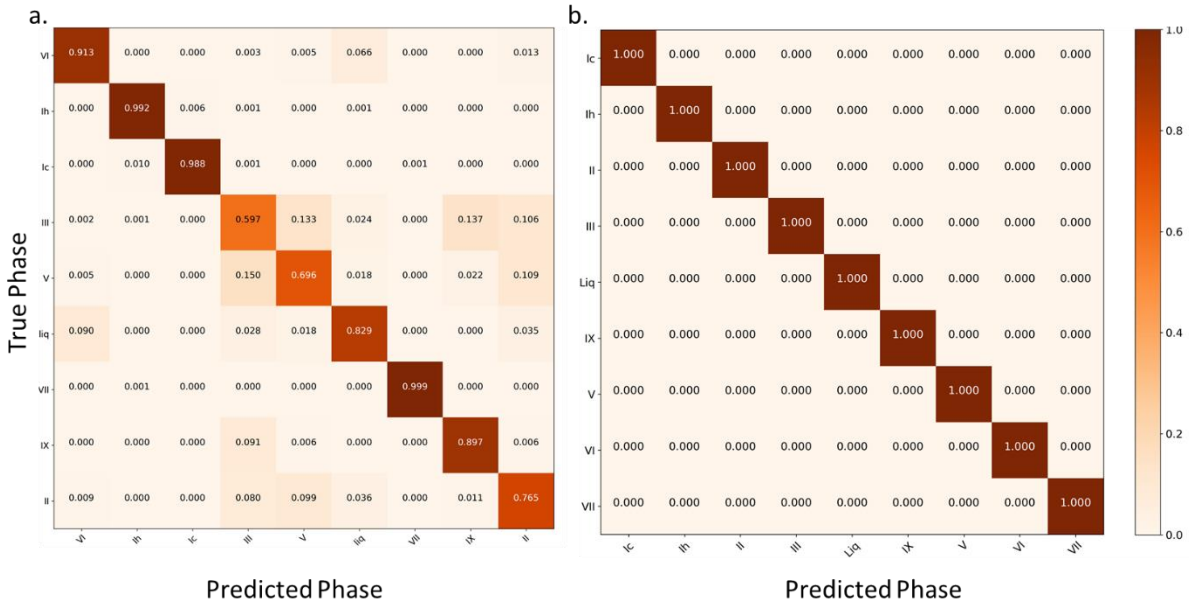 a.
True Phase
VI 0.913 0.000 0.000 0.003 0.005 0.066 0.000 0.000 0.013
Ih 0.000 0.992 0.006 0.001 0.000 0.001 0.000 0.000 0.000
Ic 0.000 0.010 0.988 0.001 0.000 0.000 0.001 0.000 0.000
III 0.002 0.001 0.000 0.597 0.133 0.024 0.000 0.137 0.106
V 0.005 0.000 0.000 0.150 0.696 0.018 0.000 0.022 0.109
liq 0.090 0.000 0.000 0.028 0.018 0.829 0.000 0.000 0.035
VII 0.000 0.001 0.000 0.000 0.000 0.000 0.999 0.000 0.000
IX 0.000 0.000 0.000 0.091 0.006 0.000 0.000 0.897 0.006
II 0.009 0.000 0.000 0.080 0.099 0.036 0.000 0.011 0.765
VI Ih Ic III V liq VII IX II
Predicted Phase
b.
Ic 1.000 0.000 0.000 0.000 0.000 0.000 0.000 0.000 0.000
Ih 0.000 1.000 0.000 0.000 0.000 0.000 0.000 0.000 0.000
II 0.000 0.000 1.000 0.000 0.000 0.000 0.000 0.000 0.000
III 0.000 0.000 0.000 1.000 0.000 0.000 0.000 0.000 0.000
Liq 0.000 0.000 0.000 0.000 1.000 0.000 0.000 0.000 0.000
IX 0.000 0.000 0.000 0.000 0.000 1.000 0.000 0.000 0.000
V 0.000 0.000 0.000 0.000 0.000 0.000 1.000 0.000 0.000
VI 0.000 0.000 0.000 0.000 0.000 0.000 0.000 1.000 0.000
VII 0.000 0.000 0.000 0.000 0.000 0.000 0.000 0.000 1.000
Ic Ih II III Liq IX V VI VII
Predicted Phase
1.0
0.8
0.6
0.4
0.2
0.0